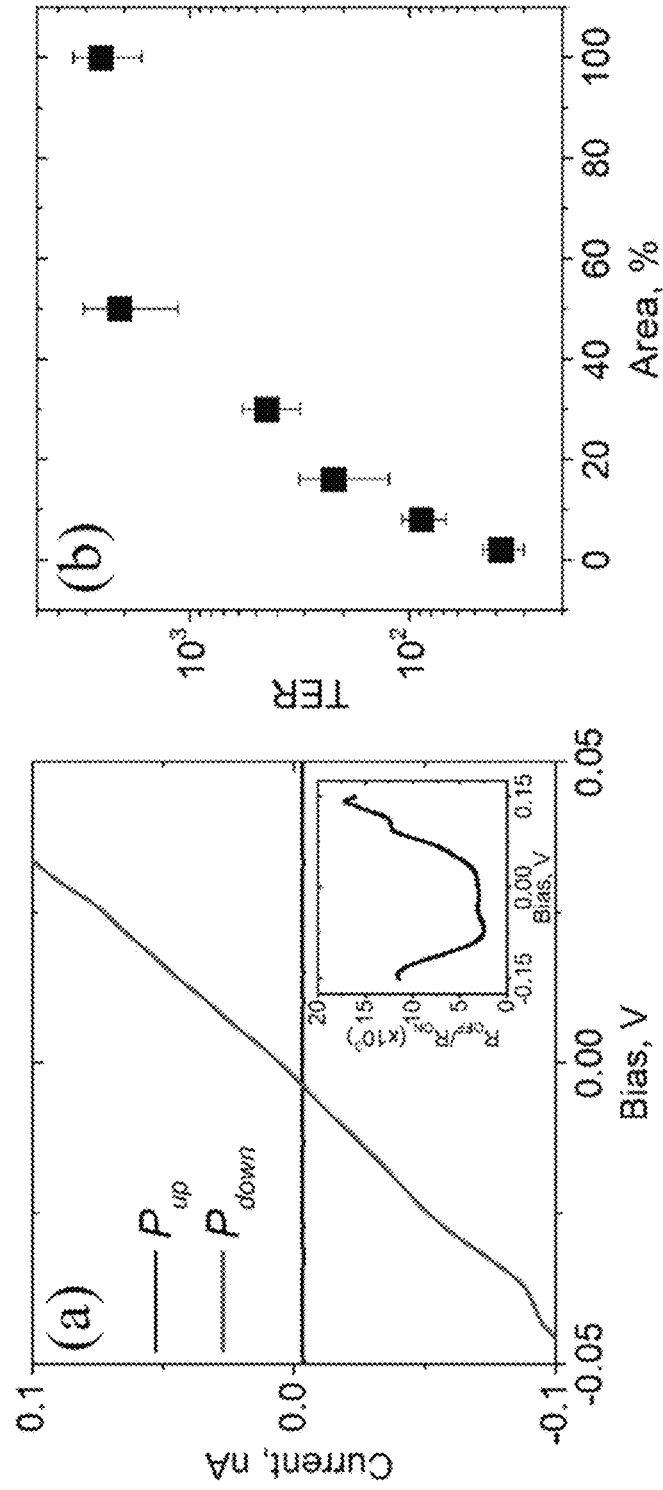 (a)
P_up
P_down
Current, nA
0.1
0.0
-0.1
-0.05
0.00
0.05
Bias, V
R_OFF/R_ON (x10³)
20
15
10
5
0
-0.15
0.00
0.15
Bias, V
(b)
TER
10³
10²
0
20
40
60
80
100
Area, %